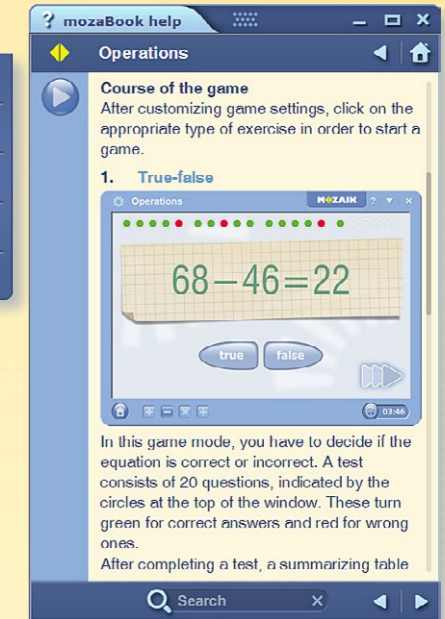 ? mozaBook help
Operations
Course of the game
After customizing game settings, click on the
appropriate type of exercise in order to start a
game.
1. True-false
Operations
MOZAIK ?
68−46=22
true false
03:46
In this game mode, you have to decide if the
equation is correct or incorrect. A test
consists of 20 questions, indicated by the
circles at the top of the window. These turn
green for correct answers and red for wrong
ones.
After completing a test, a summarizing table
Search